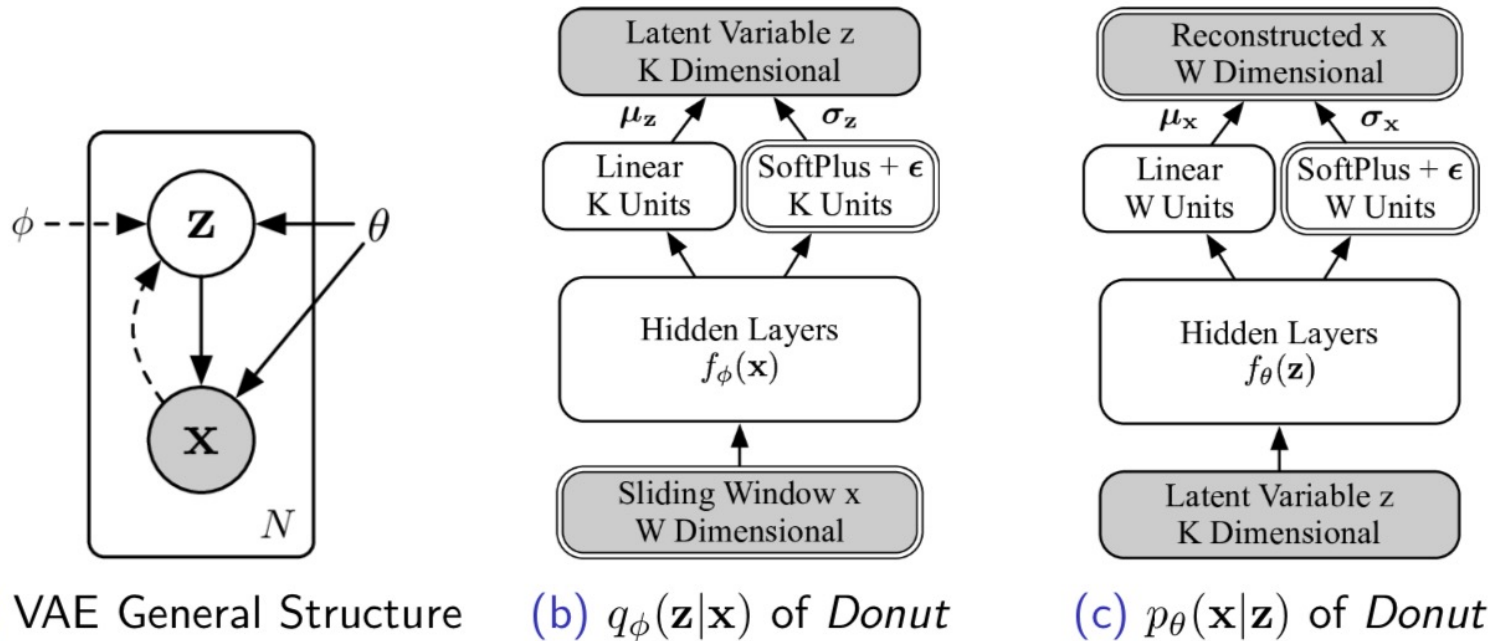 ϕ
z
θ
x
N
VAE General Structure
Latent Variable z
K Dimensional
μz
σz
Linear
K Units
SoftPlus + ϵ
K Units
Hidden Layers
fϕ(x)
Sliding Window x
W Dimensional
(b) qϕ(z|x) of Donut
Reconstructed x
W Dimensional
μx
σx
Linear
W Units
SoftPlus + ϵ
W Units
Hidden Layers
fθ(z)
Latent Variable z
K Dimensional
(c) pθ(x|z) of Donut